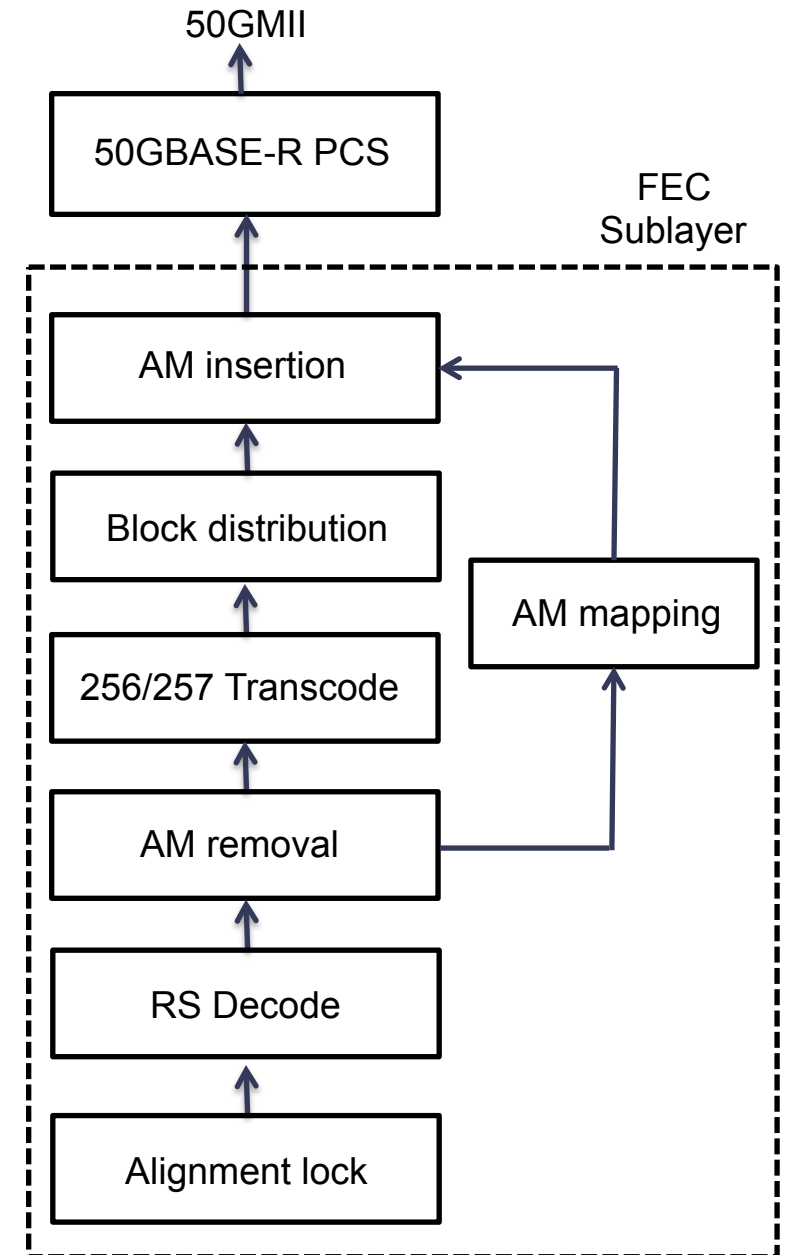 50GMII
50GBASE-R PCS
FEC
Sublayer
AM insertion
Block distribution
AM mapping
256/257 Transcode
AM removal
RS Decode
Alignment lock